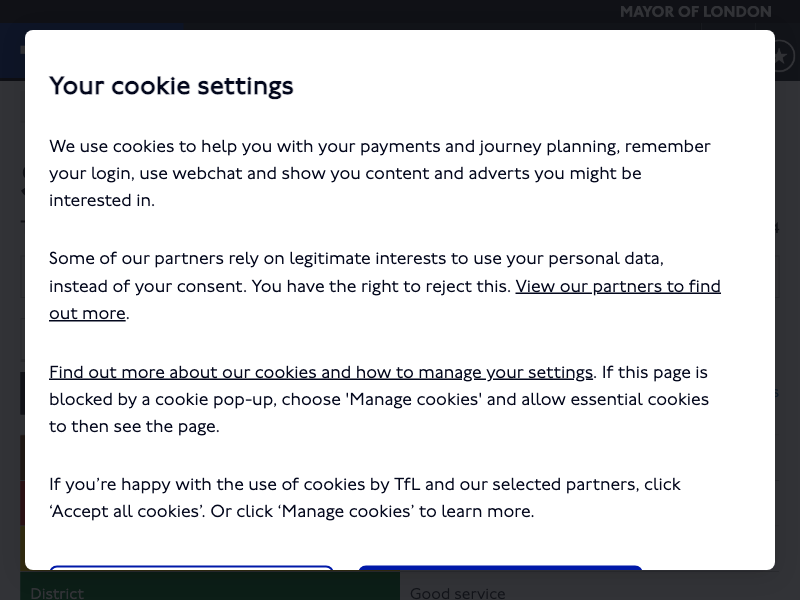 MAYOR OF LONDON
Your cookie settings
We use cookies to help you with your payments and journey planning, remember
your login, use webchat and show you content and adverts you might be
interested in.
Some of our partners rely on legitimate interests to use your personal data,
instead of your consent. You have the right to reject this. View our partners to find
out more.
Find out more about our cookies and how to manage your settings. If this page is
blocked by a cookie pop-up, choose 'Manage cookies' and allow essential cookies
to then see the page.
If you’re happy with the use of cookies by TfL and our selected partners, click
‘Accept all cookies’. Or click ‘Manage cookies’ to learn more.
District Good service